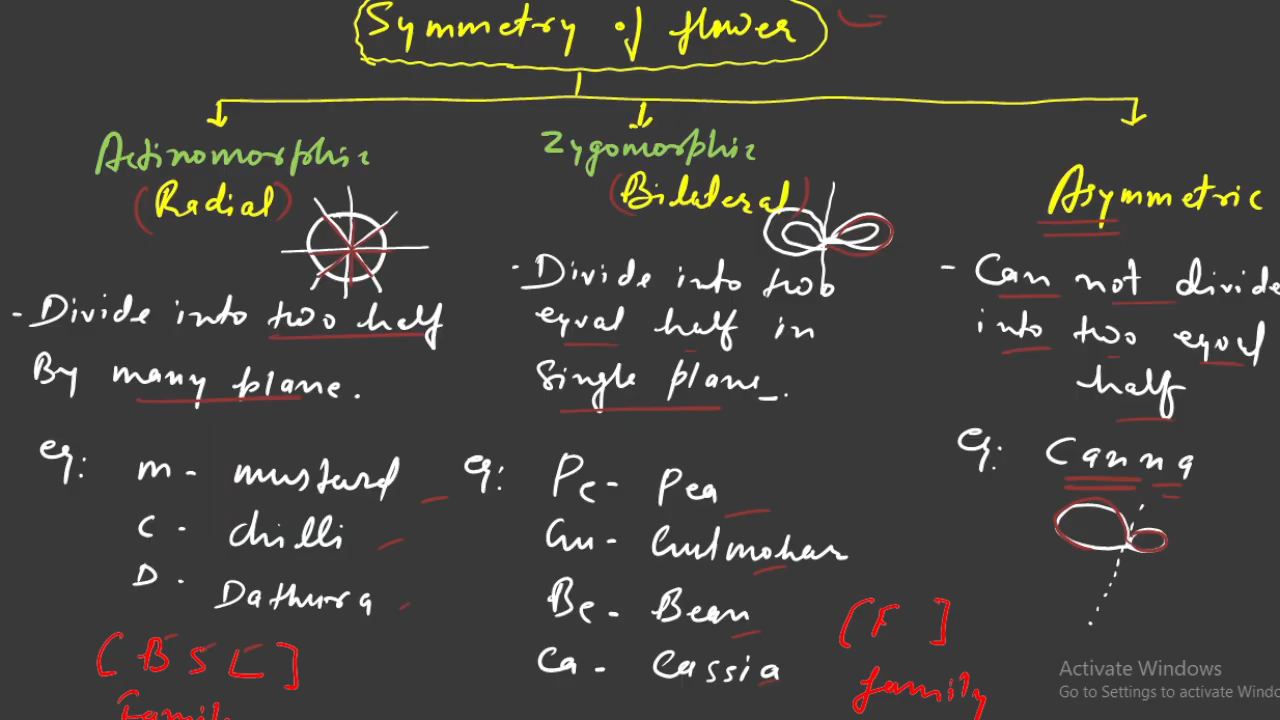 Symmetry of flower
Actinomorphic
(Radial)
- Divide into two half
By many plane.
eg:
m - mustard
C - chilli
D - Dathura
[B S L]
Family
Zygomorphic
(Bilateral)
· Divide into two
equal half in
Single plane.
eg:
Pe - Pea
Gu - Gulmohar
Be - Bean
Ca - Cassia
[F]
family
Asymmetric
- Can not divide
into two equal
half
eg: Canna
Activate Windows
Go to Settings to activate Windo